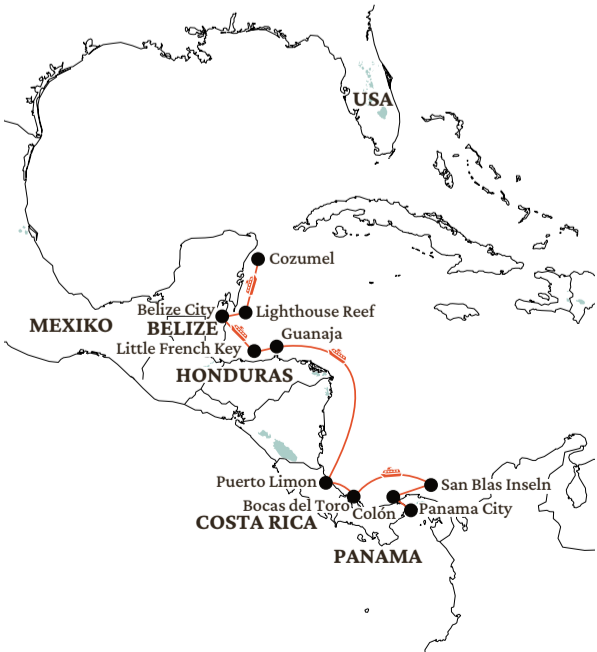 USA
Cozumel
Belize City
Lighthouse Reef
MEXIKO
BELIZE
Guanaja
Little French Key
HONDURAS
Puerto Limon
San Blas Inseln
Bocas del Toro
Colón
Panama City
COSTA RICA
PANAMA